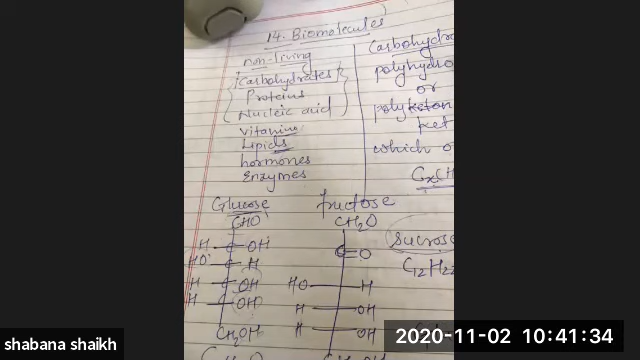 14. Biomolecules
non-living
Carbohydrates
Proteins
Nucleic acid
vitamins
Lipids
hormones
Enzymes
Carbohydra
polyhydro
or
polyketon
ket
which o
Cx(H
Glucose
CHO
H C OH
HO C H
H C OH
H C OH
CH2OH
fructose
CH2O
C O
HO H
H OH
H OH
Sucrose
C12H22
shabana shaikh
2020-11-02 10:41:34